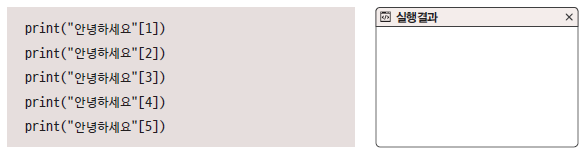 print("안녕하세요"[1])
print("안녕하세요"[2])
print("안녕하세요"[3])
print("안녕하세요"[4])
print("안녕하세요"[5])
실행결과